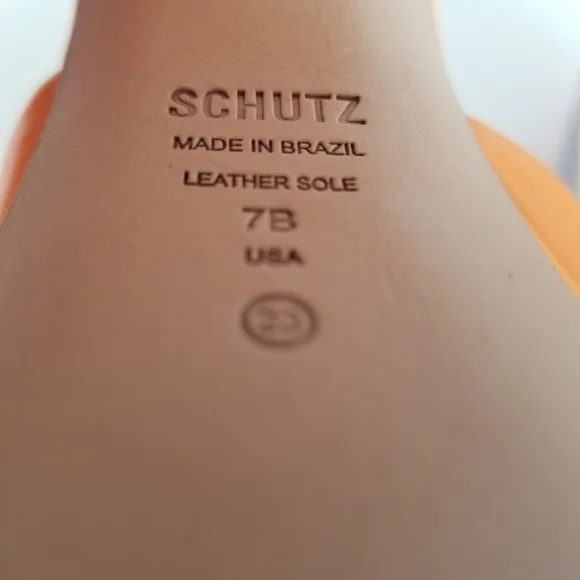 SCHUTZ
MADE IN BRAZIL
LEATHER SOLE
7B
USA